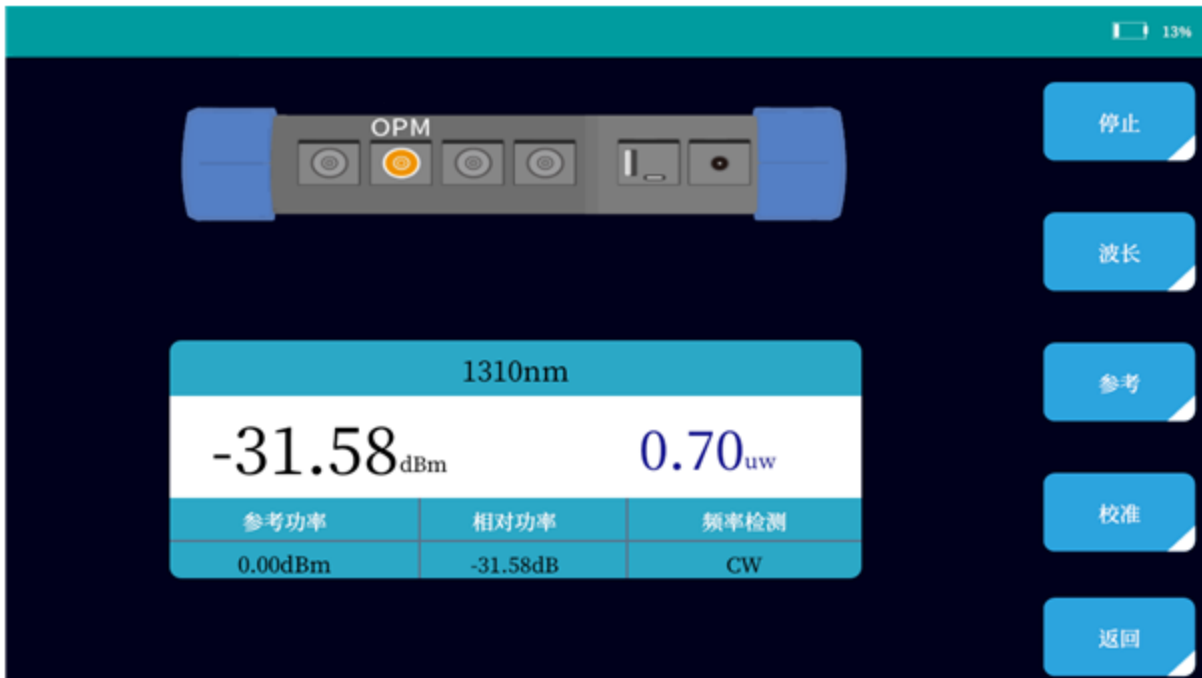 13%
OPM
停止
波长
参考
校准
返回
1310nm
-31.58dBm 0.70uw
参考功率 相对功率 频率检测
0.00dBm -31.58dB CW